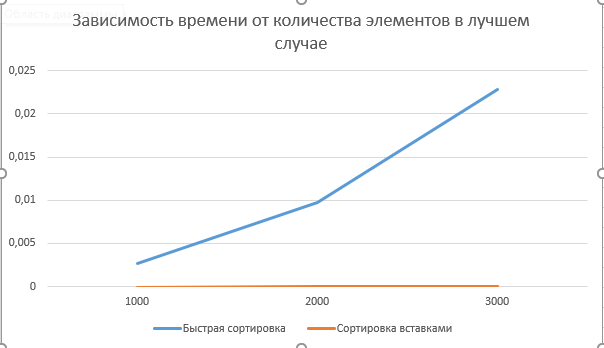 Зависимость времени от количества элементов в лучшем
случае
0,025
0,02
0,015
0,01
0,005
0
1000 2000 3000
Быстрая сортировка Сортировка вставками